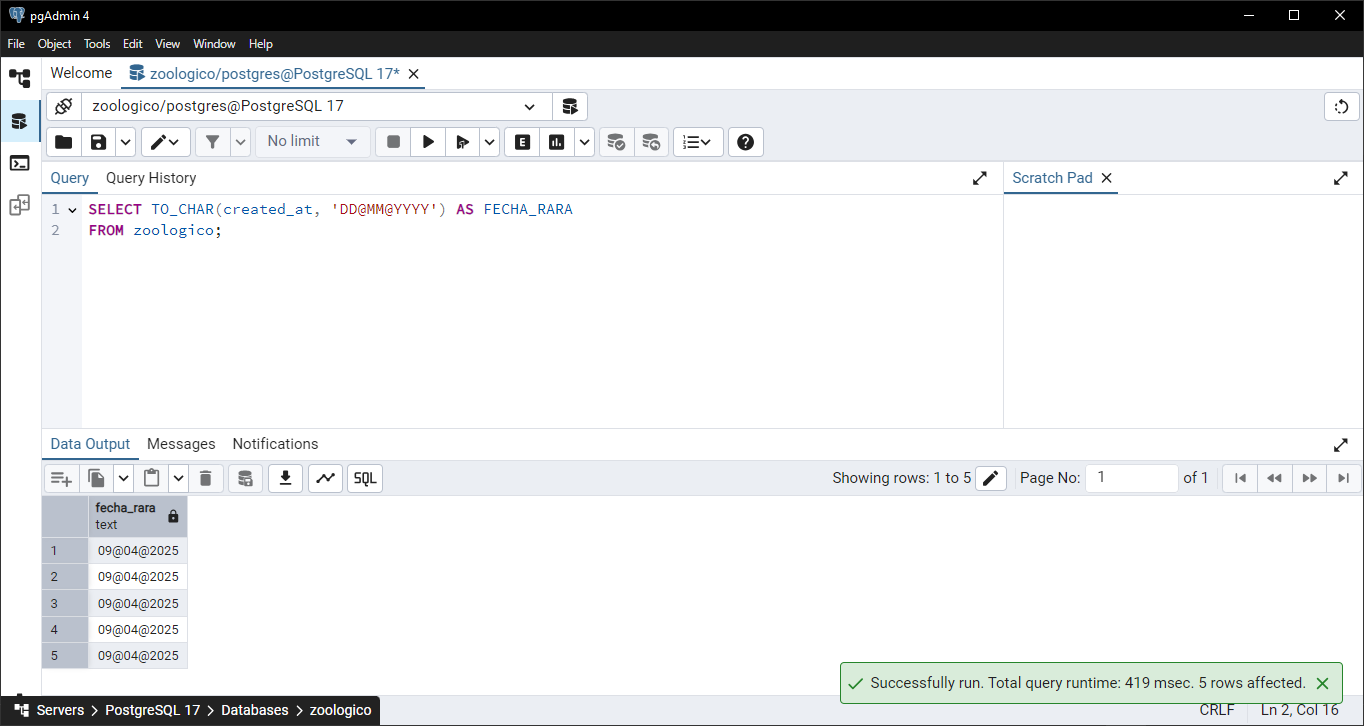 pgAdmin 4
File Object Tools Edit View Window Help
Welcome zoologico/postgres@PostgreSQL 17*
zoologico/postgres@PostgreSQL 17
No limit E
Query Query History Scratch Pad
1 SELECT TO_CHAR(created_at, 'DD@MM@YYYY') AS FECHA_RARA
2 FROM zoologico;
Data Output Messages Notifications
SQL Showing rows: 1 to 5 Page No: 1 of 1
fecha_rara
text
1 09@04@2025
2 09@04@2025
3 09@04@2025
4 09@04@2025
5 09@04@2025
Successfully run. Total query runtime: 419 msec. 5 rows affected.
Servers > PostgreSQL 17 > Databases > zoologico CRLF Ln 2, Col 16